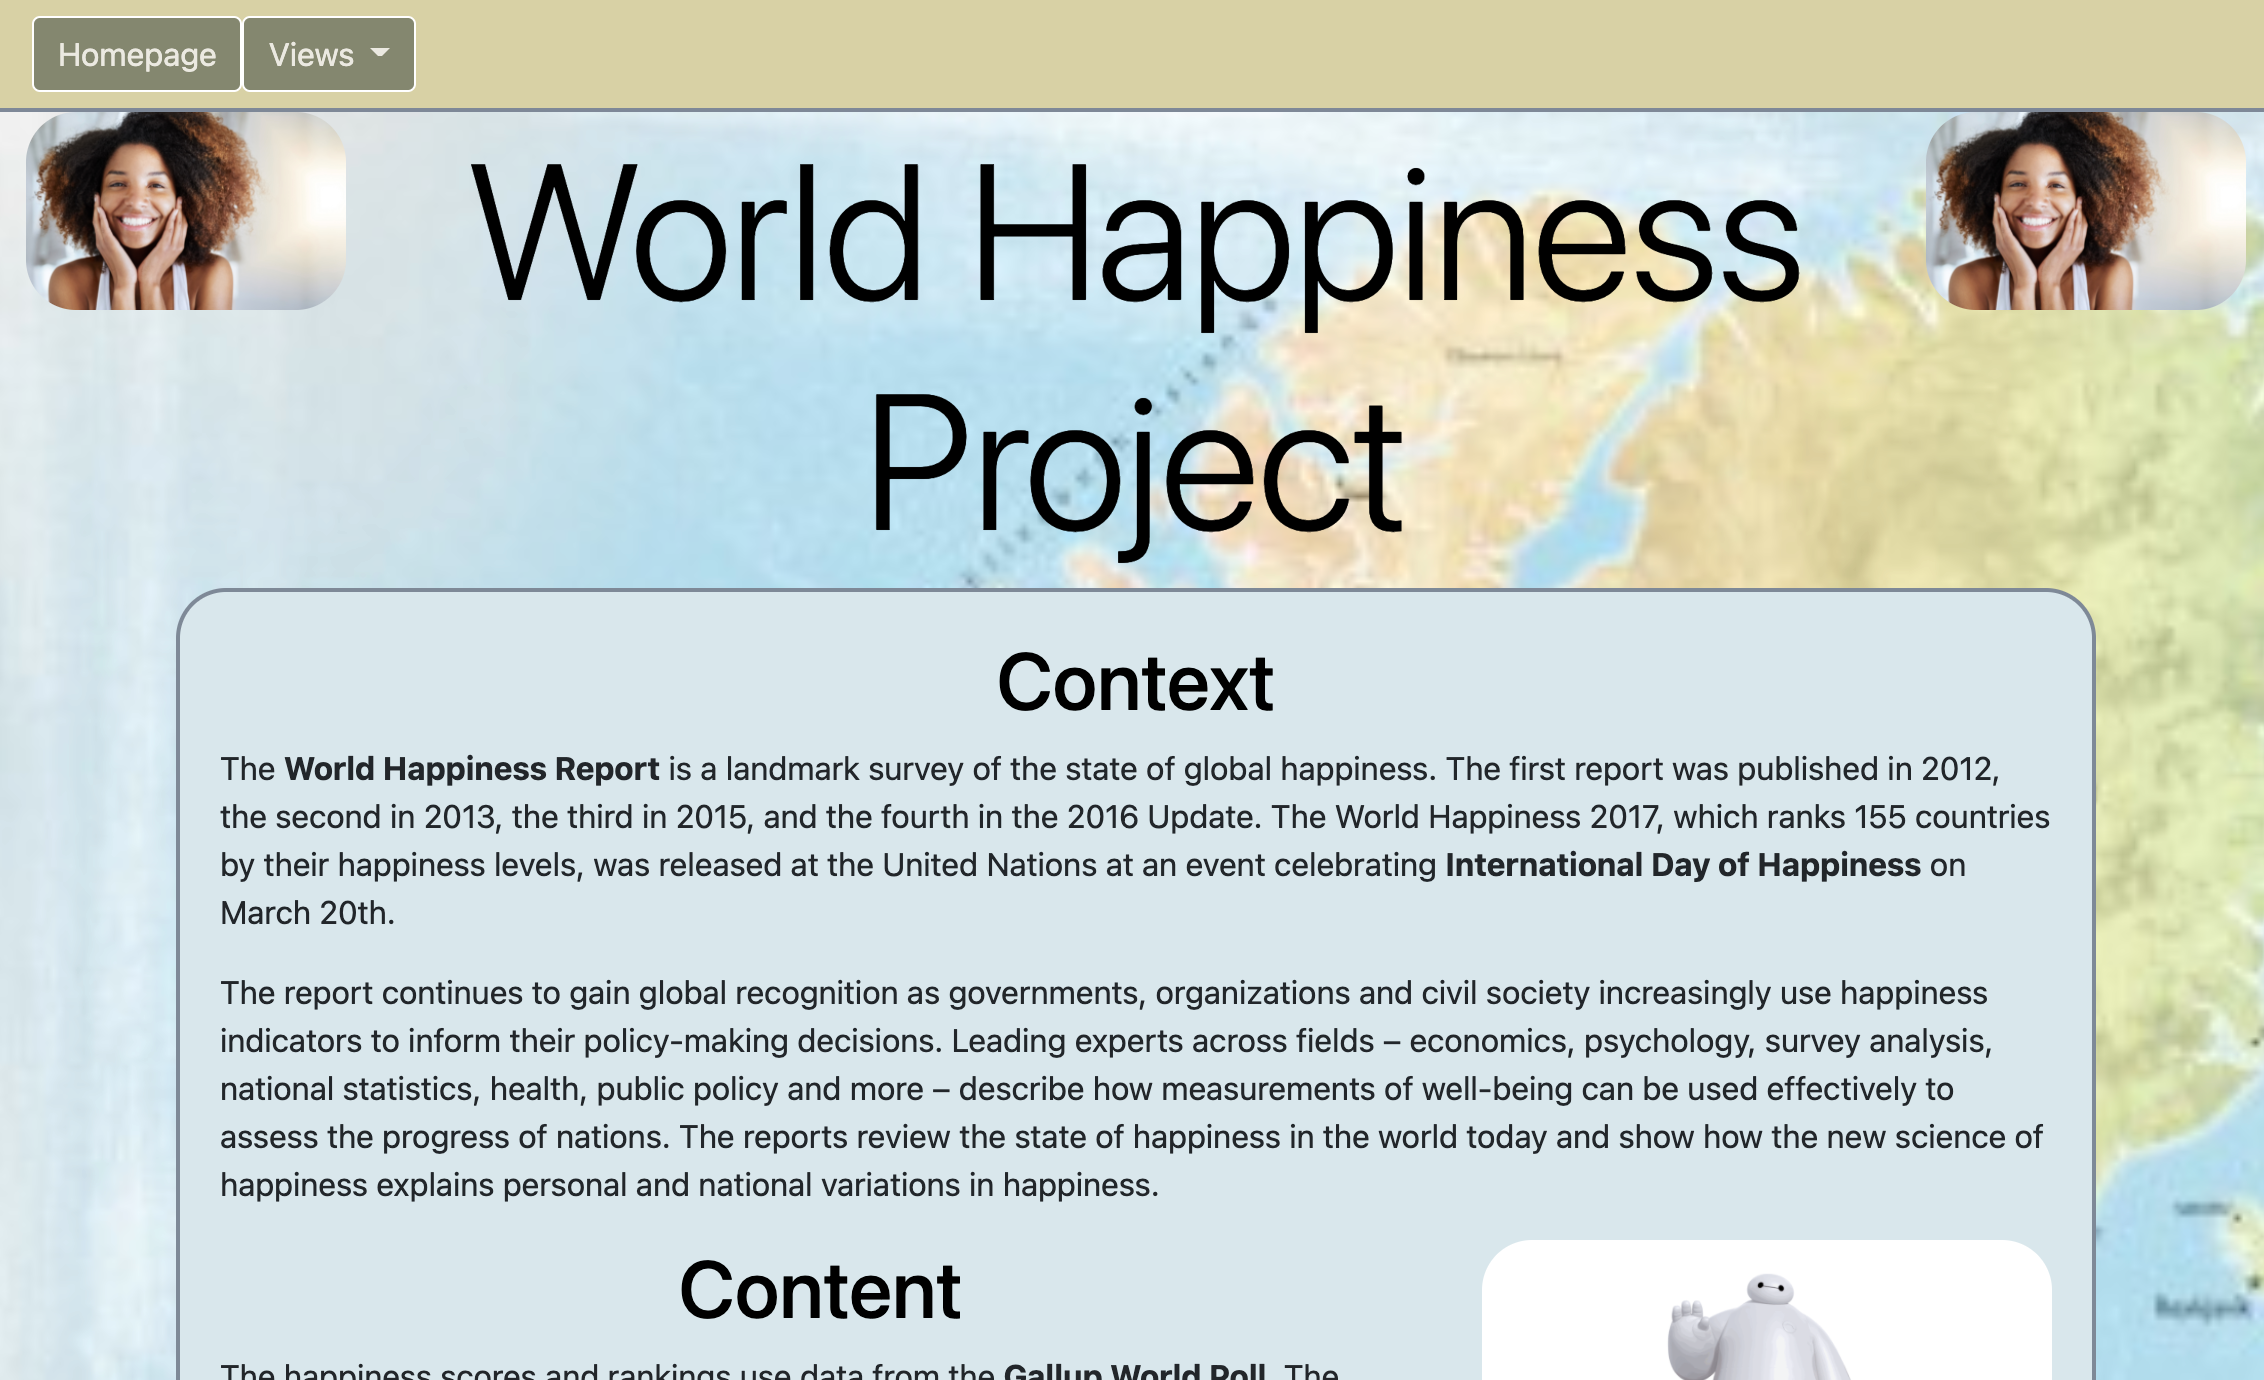 Homepage
Views
World Happiness
Project
Context
The World Happiness Report is a landmark survey of the state of global happiness. The first report was published in 2012,
the second in 2013, the third in 2015, and the fourth in the 2016 Update. The World Happiness 2017, which ranks 155 countries
by their happiness levels, was released at the United Nations at an event celebrating International Day of Happiness on
March 20th.
The report continues to gain global recognition as governments, organizations and civil society increasingly use happiness
indicators to inform their policy-making decisions. Leading experts across fields – economics, psychology, survey analysis,
national statistics, health, public policy and more – describe how measurements of well-being can be used effectively to
assess the progress of nations. The reports review the state of happiness in the world today and show how the new science of
happiness explains personal and national variations in happiness.
Content
The happiness scores and rankings use data from the Gallup World Poll. The